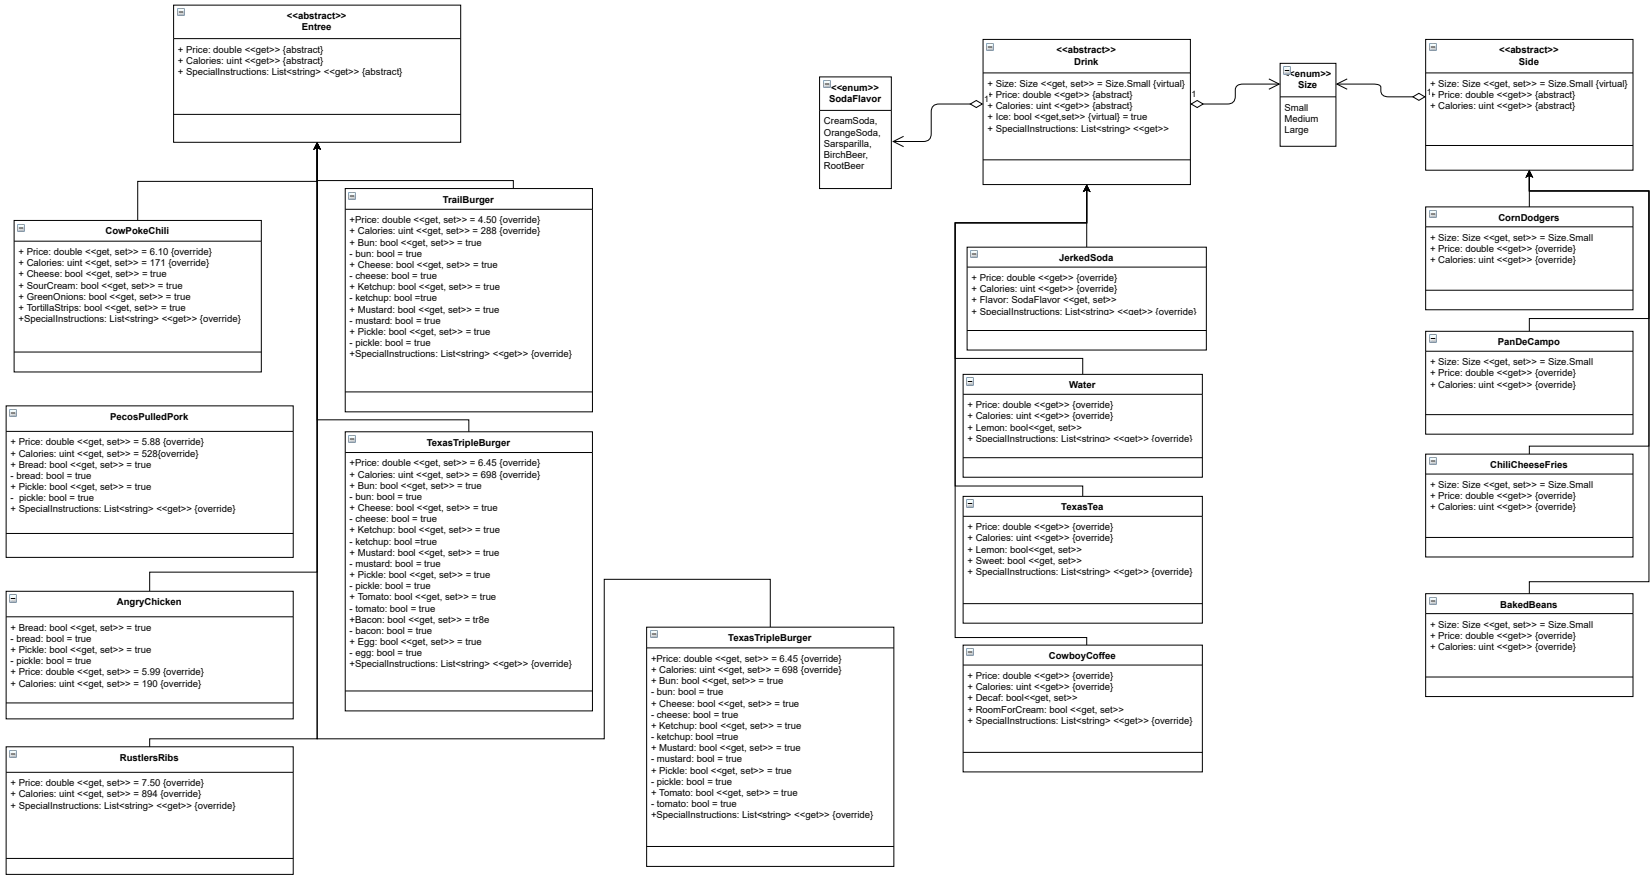 <<abstract>>
Entree
+ Price: double <<get>> {abstract}
+ Calories: uint <<get>> {abstract}
+ SpecialInstructions: List<string> <<get>> {abstract}
CowPokeChili
+ Price: double <<get, set>> = 6.10 {override}
+ Calories: uint <<get, set>> = 171 {override}
+ Cheese: bool <<get, set>> = true
+ SourCream: bool <<get, set>> = true
+ GreenOnions: bool <<get, set>> = true
+ TortillaStrips: bool <<get, set>> = true
+SpecialInstructions: List<string> <<get>> {override}
PecosPulledPork
+ Price: double <<get, set>> = 5.88 {override}
+ Calories: uint <<get, set>> = 528{override}
+ Bread: bool <<get, set>> = true
- bread: bool = true
+ Pickle: bool <<get, set>> = true
- pickle: bool = true
+ SpecialInstructions: List<string> <<get>> {override}
AngryChicken
+ Bread: bool <<get, set>> = true
- bread: bool = true
+ Pickle: bool <<get, set>> = true
- pickle: bool = true
+ Price: double <<get, set>> = 5.99 {override}
+ Calories: uint <<get, set>> = 190 {override}
RustlersRibs
+ Price: double <<get, set>> = 7.50 {override}
+ Calories: uint <<get, set>> = 894 {override}
+ SpecialInstructions: List<string> <<get>> {override}
TrailBurger
+Price: double <<get, set>> = 4.50 {override}
+ Calories: uint <<get, set>> = 288 {override}
+ Bun: bool <<get, set>> = true
- bun: bool = true
+ Cheese: bool <<get, set>> = true
- cheese: bool = true
+ Ketchup: bool <<get, set>> = true
- ketchup: bool =true
+ Mustard: bool <<get, set>> = true
- mustard: bool = true
+ Pickle: bool <<get, set>> = true
- pickle: bool = true
+SpecialInstructions: List<string> <<get>> {override}
TexasTripleBurger
+Price: double <<get, set>> = 6.45 {override}
+ Calories: uint <<get, set>> = 698 {override}
+ Bun: bool <<get, set>> = true
- bun: bool = true
+ Cheese: bool <<get, set>> = true
- cheese: bool = true
+ Ketchup: bool <<get, set>> = true
- ketchup: bool =true
+ Mustard: bool <<get, set>> = true
- mustard: bool = true
+ Pickle: bool <<get, set>> = true
- pickle: bool = true
+ Tomato: bool <<get, set>> = true
- tomato: bool = true
+Bacon: bool <<get, set>> = tr8e
- bacon: bool = true
+ Egg: bool <<get, set>> = true
- egg: bool = true
+SpecialInstructions: List<string> <<get>> {override}
TexasTripleBurger
+Price: double <<get, set>> = 6.45 {override}
+ Calories: uint <<get, set>> = 698 {override}
+ Bun: bool <<get, set>> = true
- bun: bool = true
+ Cheese: bool <<get, set>> = true
- cheese: bool = true
+ Ketchup: bool <<get, set>> = true
- ketchup: bool =true
+ Mustard: bool <<get, set>> = true
- mustard: bool = true
+ Pickle: bool <<get, set>> = true
- pickle: bool = true
+ Tomato: bool <<get, set>> = true
- tomato: bool = true
+SpecialInstructions: List<string> <<get>> {override}
<<enum>>
SodaFlavor
CreamSoda,
OrangeSoda,
Sarsparilla,
BirchBeer,
RootBeer
<<abstract>>
Drink
+ Size: Size <<get, set>> = Size.Small {virtual}
+ Price: double <<get>> {abstract}
+ Calories: uint <<get>> {abstract}
+ Ice: bool <<get,set>> {virtual} = true
+ SpecialInstructions: List<string> <<get>>
1
1
<<enum>>
Size
Small
Medium
Large
<<abstract>>
Side
+ Size: Size <<get, set>> = Size.Small {virtual}
+ Price: double <<get>> {abstract}
+ Calories: uint <<get>> {abstract}
1
JerkedSoda
+ Price: double <<get>> {override}
+ Calories: uint <<get>> {override}
+ Flavor: SodaFlavor <<get, set>>
+ SpecialInstructions: List<string> <<get>> {override}
Water
+ Price: double <<get>> {override}
+ Calories: uint <<get>> {override}
+ Lemon: bool<<get, set>>
+ SpecialInstructions: List<string> <<get>> {override}
TexasTea
+ Price: double <<get>> {override}
+ Calories: uint <<get>> {override}
+ Lemon: bool<<get, set>>
+ Sweet: bool <<get, set>>
+ SpecialInstructions: List<string> <<get>> {override}
CowboyCoffee
+ Price: double <<get>> {override}
+ Calories: uint <<get>> {override}
+ Decaf: bool<<get, set>>
+ RoomForCream: bool <<get, set>>
+ SpecialInstructions: List<string> <<get>> {override}
CornDodgers
+ Size: Size <<get, set>> = Size.Small
+ Price: double <<get>> {override}
+ Calories: uint <<get>> {override}
PanDeCampo
+ Size: Size <<get, set>> = Size.Small
+ Price: double <<get>> {override}
+ Calories: uint <<get>> {override}
ChiliCheeseFries
+ Size: Size <<get, set>> = Size.Small
+ Price: double <<get>> {override}
+ Calories: uint <<get>> {override}
BakedBeans
+ Size: Size <<get, set>> = Size.Small
+ Price: double <<get>> {override}
+ Calories: uint <<get>> {override}